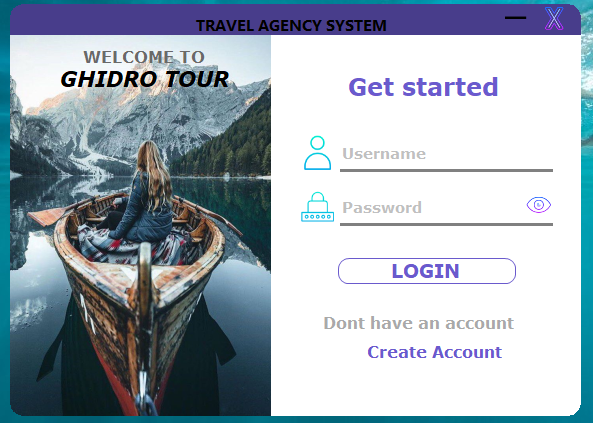 TRAVEL AGENCY SYSTEM
WELCOME TO
GHIDRO TOUR
Get started
Username
Password
LOGIN
Dont have an account
Create Account